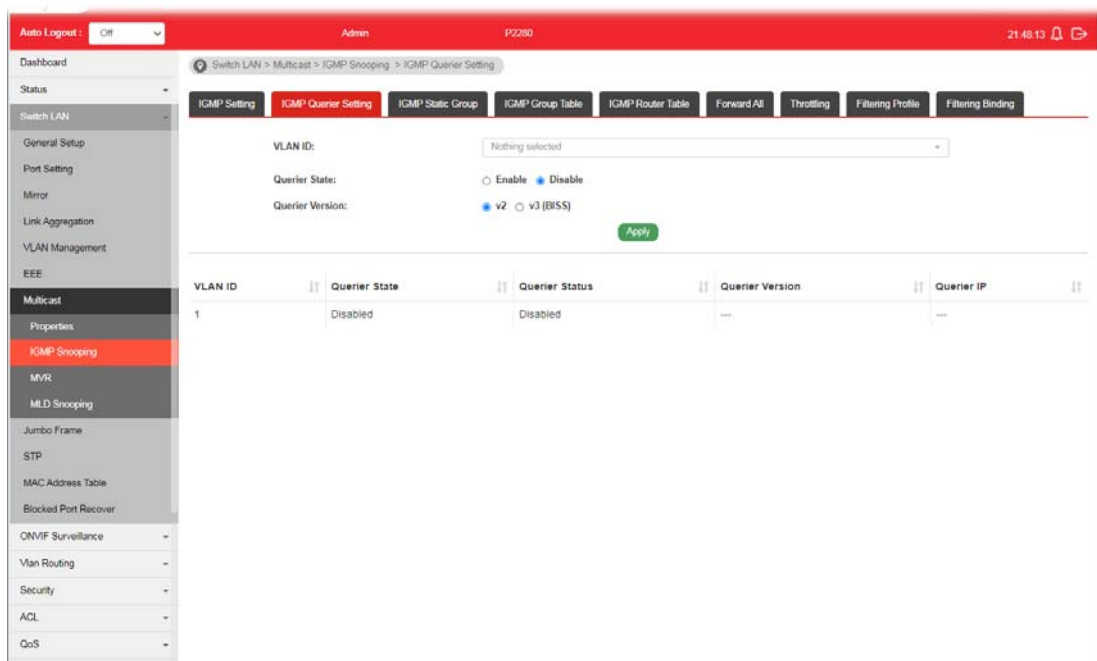 Auto Logout : Off Admin P2280 21:48:13
Dashboard
Switch LAN > Multicast > IGMP Snooping > IGMP Querier Setting
Status
IGMP Setting IGMP Querier Setting IGMP Static Group IGMP Group Table IGMP Router Table Forward All Throttling Filtering Profile Filtering Binding
Switch LAN
General Setup
Port Setting
Mirror
Link Aggregation
VLAN Management
EEE
Multicast
Properties
IGMP Snooping
MVR
MLD Snooping
Jumbo Frame
STP
MAC Address Table
Blocked Port Recover
ONVIF Surveillance
Vlan Routing
Security
ACL
QoS
VLAN ID: Nothing selected
Querier State: Enable Disable
Querier Version: v2 v3 (BISS)
Apply
VLAN ID Querier State Querier Status Querier Version Querier IP
1 Disabled Disabled --- ---